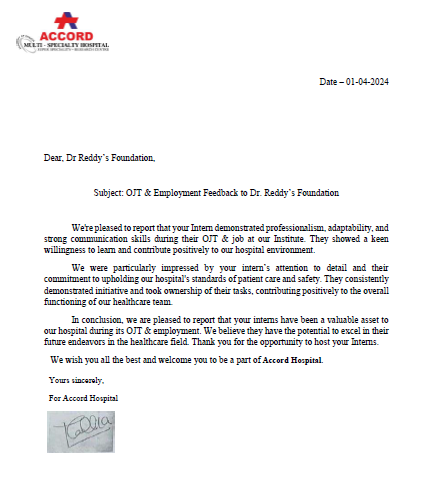 ACCORD
MULTI - SPECIALTY HOSPITAL
Date – 01-04-2024
Dear, Dr Reddy's Foundation,
Subject: OJT & Employment Feedback to Dr. Reddy's Foundation
We're pleased to report that your Intern demonstrated professionalism, adaptability, and
strong communication skills during their OJT & job at our Institute. They showed a keen
willingness to learn and contribute positively to our hospital environment.
We were particularly impressed by your intern's attention to detail and their
commitment to upholding our hospital's standards of patient care and safety. They consistently
demonstrated initiative and took ownership of their tasks, contributing positively to the overall
functioning of our healthcare team.
In conclusion, we are pleased to report that your interns have been a valuable asset to
our hospital during its OJT & employment. We believe they have the potential to excel in their
future endeavors in the healthcare field. Thank you for the opportunity to host your Interns.
We wish you all the best and welcome you to be a part of Accord Hospital.
Yours sincerely,
For Accord Hospital